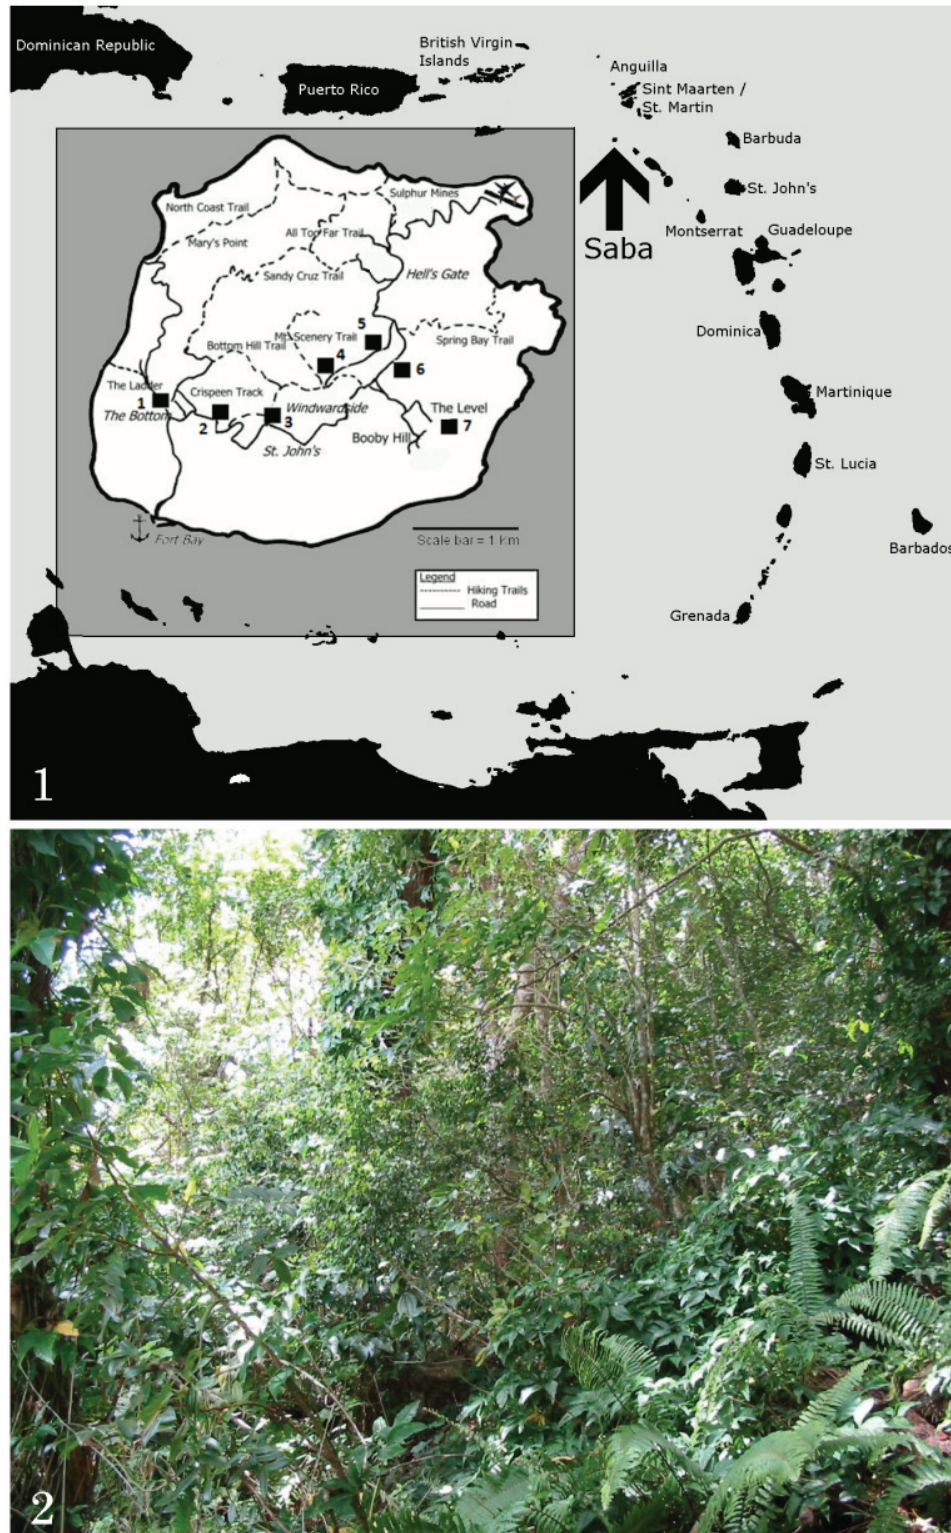 Dominican Republic
British Virgin
Islands
Puerto Rico
Anguilla
Sint Maarten /
St. Martin
Barbuda
St. John's
Saba
Montserrat
Guadeloupe
Dominica
Martinique
St. Lucia
Barbados
Grenada
North Coast Trail
Sulphur Mines
Mary's Point
All Too Far Trail
Sandy Cruz Trail
Hell's Gate
5
Mt. Scenery Trail
4
Bottom Hill Trail
Spring Bay Trail
6
The Ladder
1
The Bottom
Crispeen Track
2
3
Windwardside
St. John's
The Level
7
Booby Hill
Fort Bay
Scale bar = 1 Km
Legend
Hiking Trails
Road
1
2